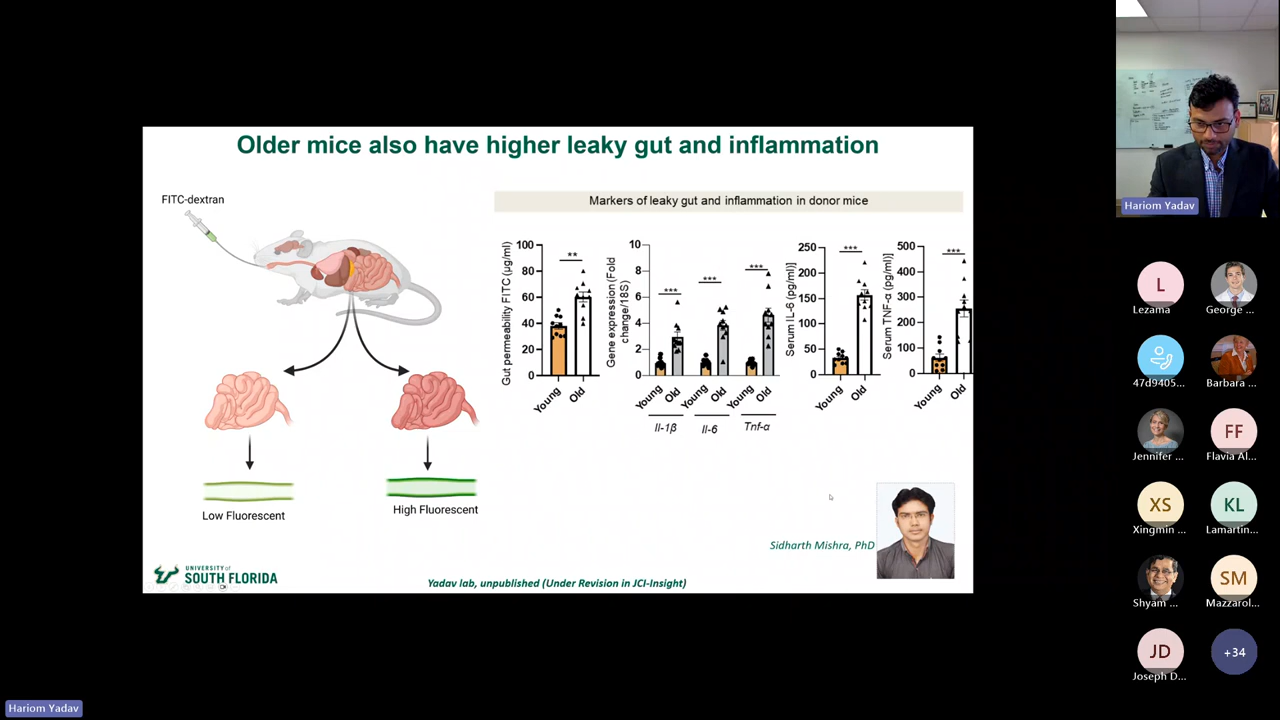 Older mice also have higher leaky gut and inflammation
FITC-dextran
Low Fluorescent
High Fluorescent
Markers of leaky gut and inflammation in donor mice
Gut permeability FITC (µg/ml)
100
80
60
40
20
0
**
Young
Old
Gene expression (Fold
change/18S)
10
8
6
4
2
0
***
***
***
Young
Old
Young
Old
Young
Old
Il-1β
Il-6
Tnf-α
Serum IL-6 (pg/ml)]
250
200
150
100
50
0
***
Young
Old
Serum TNF-α (pg/ml)]
500
400
300
200
100
0
***
Young
Old
Sidharth Mishra, PhD
UNIVERSITY of
SOUTH FLORIDA
Yadav lab, unpublished (Under Revision in JCI-Insight)
Hariom Yadav
L
Lezama
George ...
47d9405...
Barbara ...
Jennifer ...
FF
Flavia Al...
XS
Xingmin ...
KL
Lamartin...
Shyam ...
SM
Mazzarol...
JD
Joseph D...
+34
Hariom Yadav